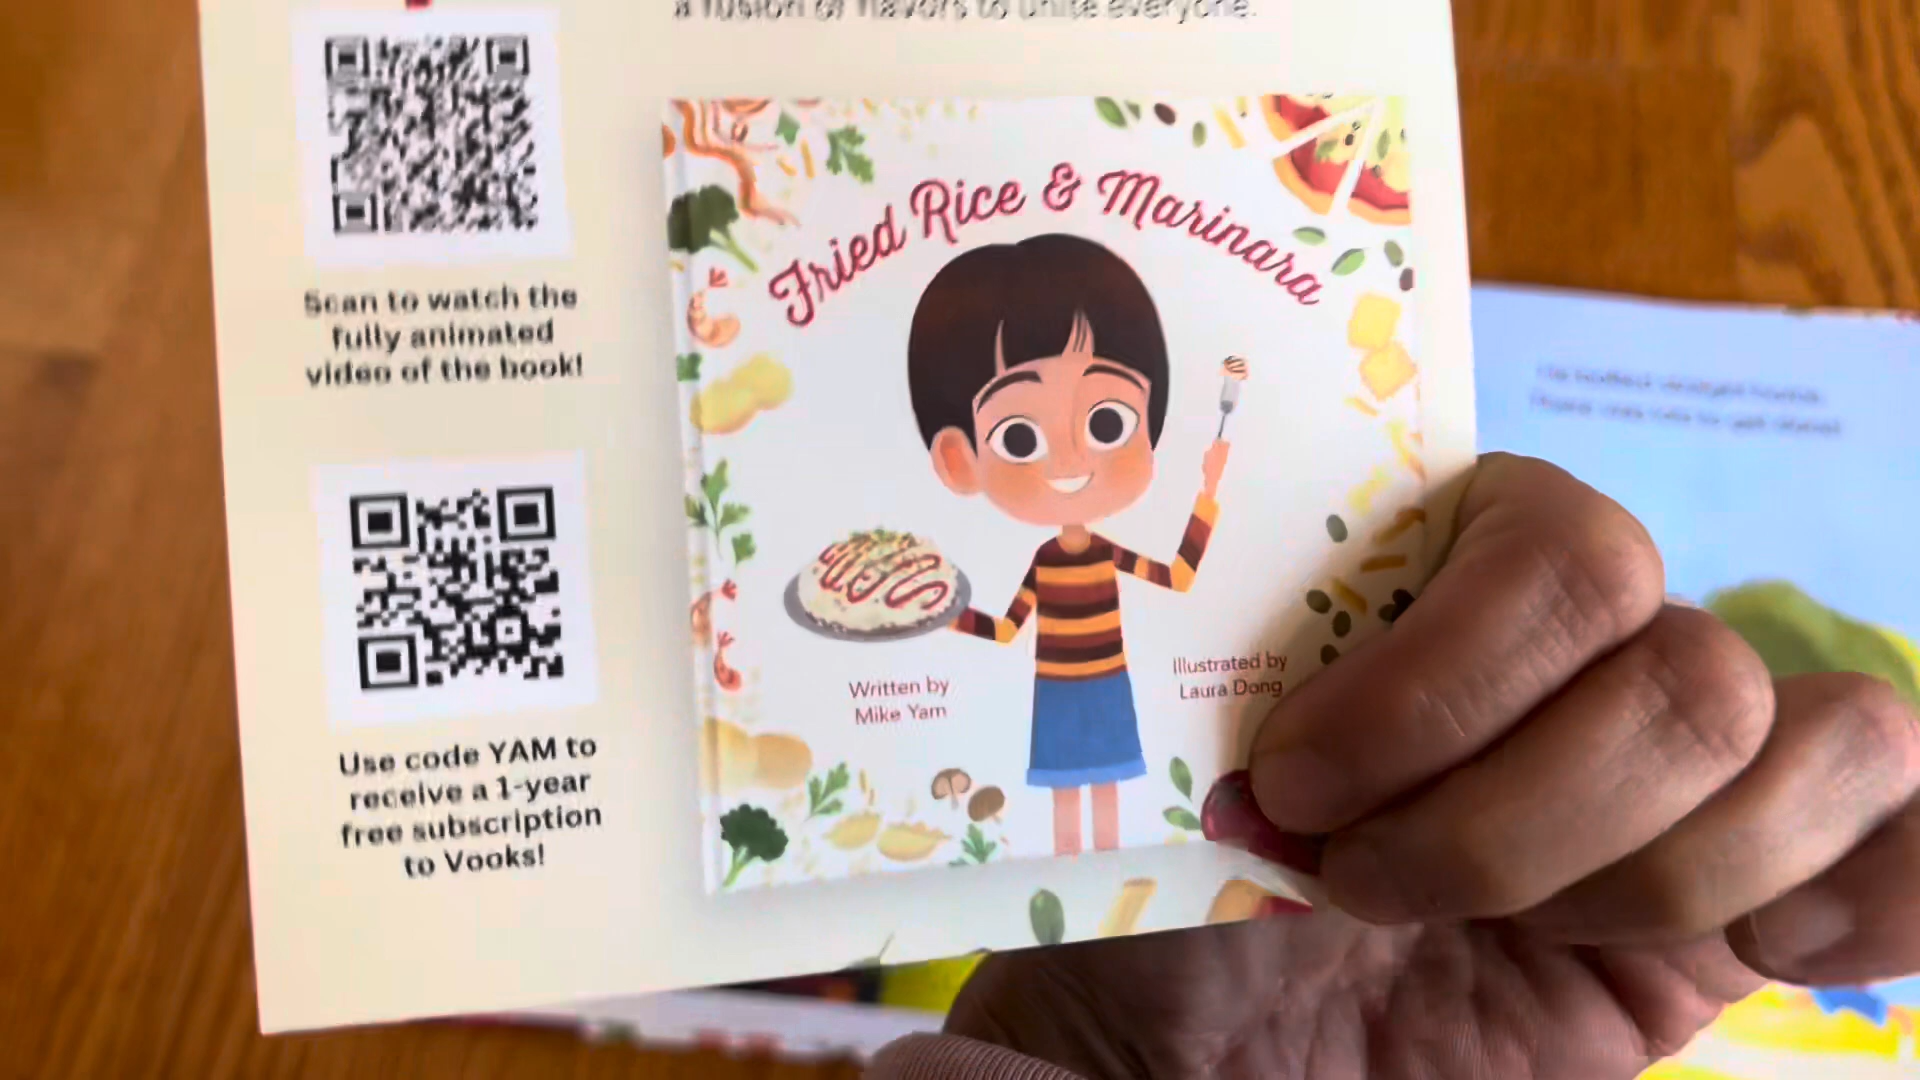 a fusion of flavors to unite everyone.
Scan to watch the
fully animated
video of the book!
Use code YAM to
receive a 1-year
free subscription
to Vooks!
Fried Rice & Marinara
Written by
Mike Yam
Illustrated by
Laura Dong